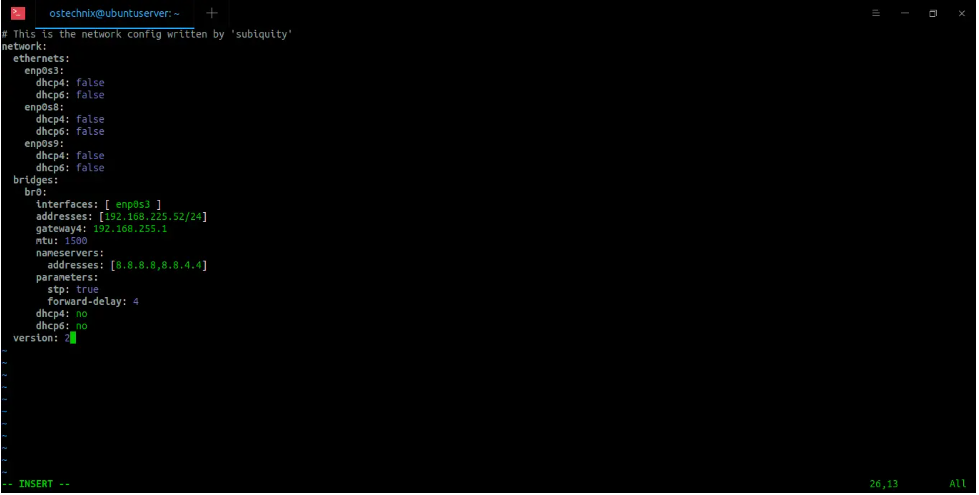 ostechnix@ubuntuserver: ~
# This is the network config written by 'subiquity'
network:
  ethernets:
    enp0s3:
      dhcp4: false
      dhcp6: false
    enp0s8:
      dhcp4: false
      dhcp6: false
    enp0s9:
      dhcp4: false
      dhcp6: false
  bridges:
    br0:
      interfaces: [ enp0s3 ]
      addresses: [192.168.225.52/24]
      gateway4: 192.168.255.1
      mtu: 1500
      nameservers:
        addresses: [8.8.8.8,8.8.4.4]
      parameters:
        stp: true
        forward-delay: 4
      dhcp4: no
      dhcp6: no
  version: 2
~
~
~
~
~
~
~
~
~
~
~
-- INSERT -- 26,13 All